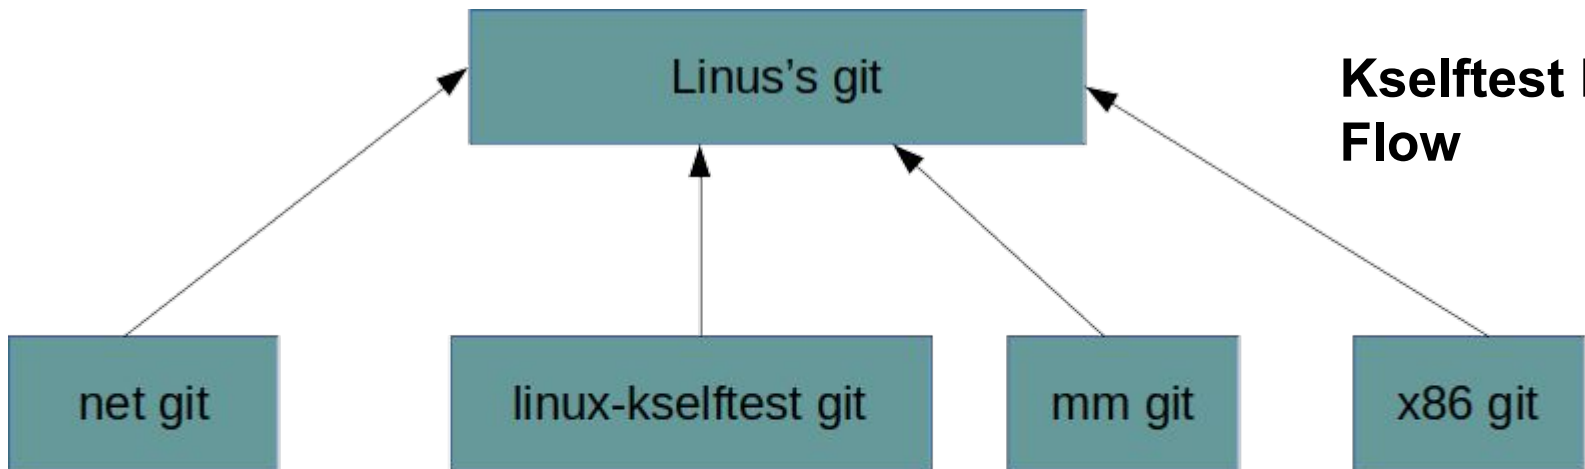 Linus’s git
Kselftest
Flow
net git
linux-kselftest git
mm git
x86 git